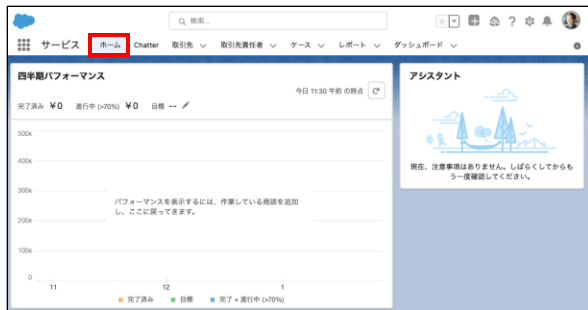 検索...
サービス ホーム Chatter 取引先 取引先責任者 ケース レポート ダッシュボード
四半期パフォーマンス
今日 11:30 午前 の時点
完了済み ¥0 進行中 (>70%) ¥0 目標 --
500K
400K
300K
200K
100K
0
11 12 1
パフォーマンスを表示するには、作業している商談を追加
し、ここに戻ってきます。
完了済み 目標 完了 + 進行中 (>70%)
アシスタント
現在、注意事項はありません。しばらくしてからも
う一度確認してください。